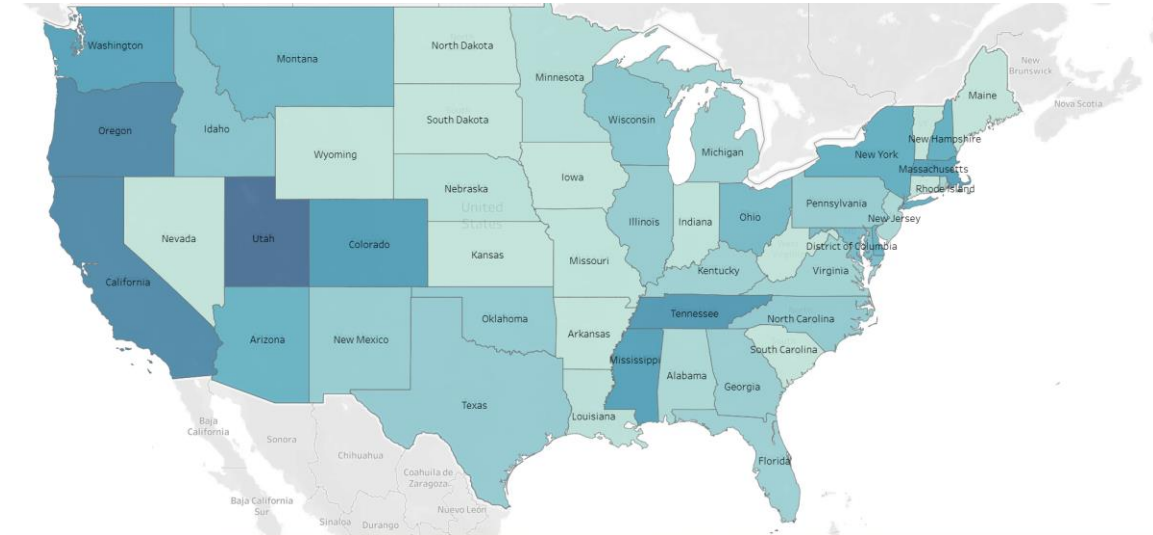 Washington
Montana
North Dakota
Minnesota
New
Brunswick
Nova Scotia
Maine
Oregon
Idaho
South Dakota
Wisconsin
Michigan
New Hampshire
New York
Massachusetts
Wyoming
Iowa
Rhode Island
Nebraska
United
States
Pennsylvania
New Jersey
Nevada
Utah
Colorado
Kansas
Missouri
Illinois
Indiana
Ohio
District of Columbia
California
Kentucky
Virginia
Arizona
New Mexico
Oklahoma
Arkansas
Tennessee
North Carolina
Mississippi
Alabama
Georgia
South Carolina
Texas
Louisiana
Florida
Baja
California
Sonora
Chihuahua
Coahuila de
Zaragoza
Baja California
Sur
Sinaloa
Durango
Nuevo León